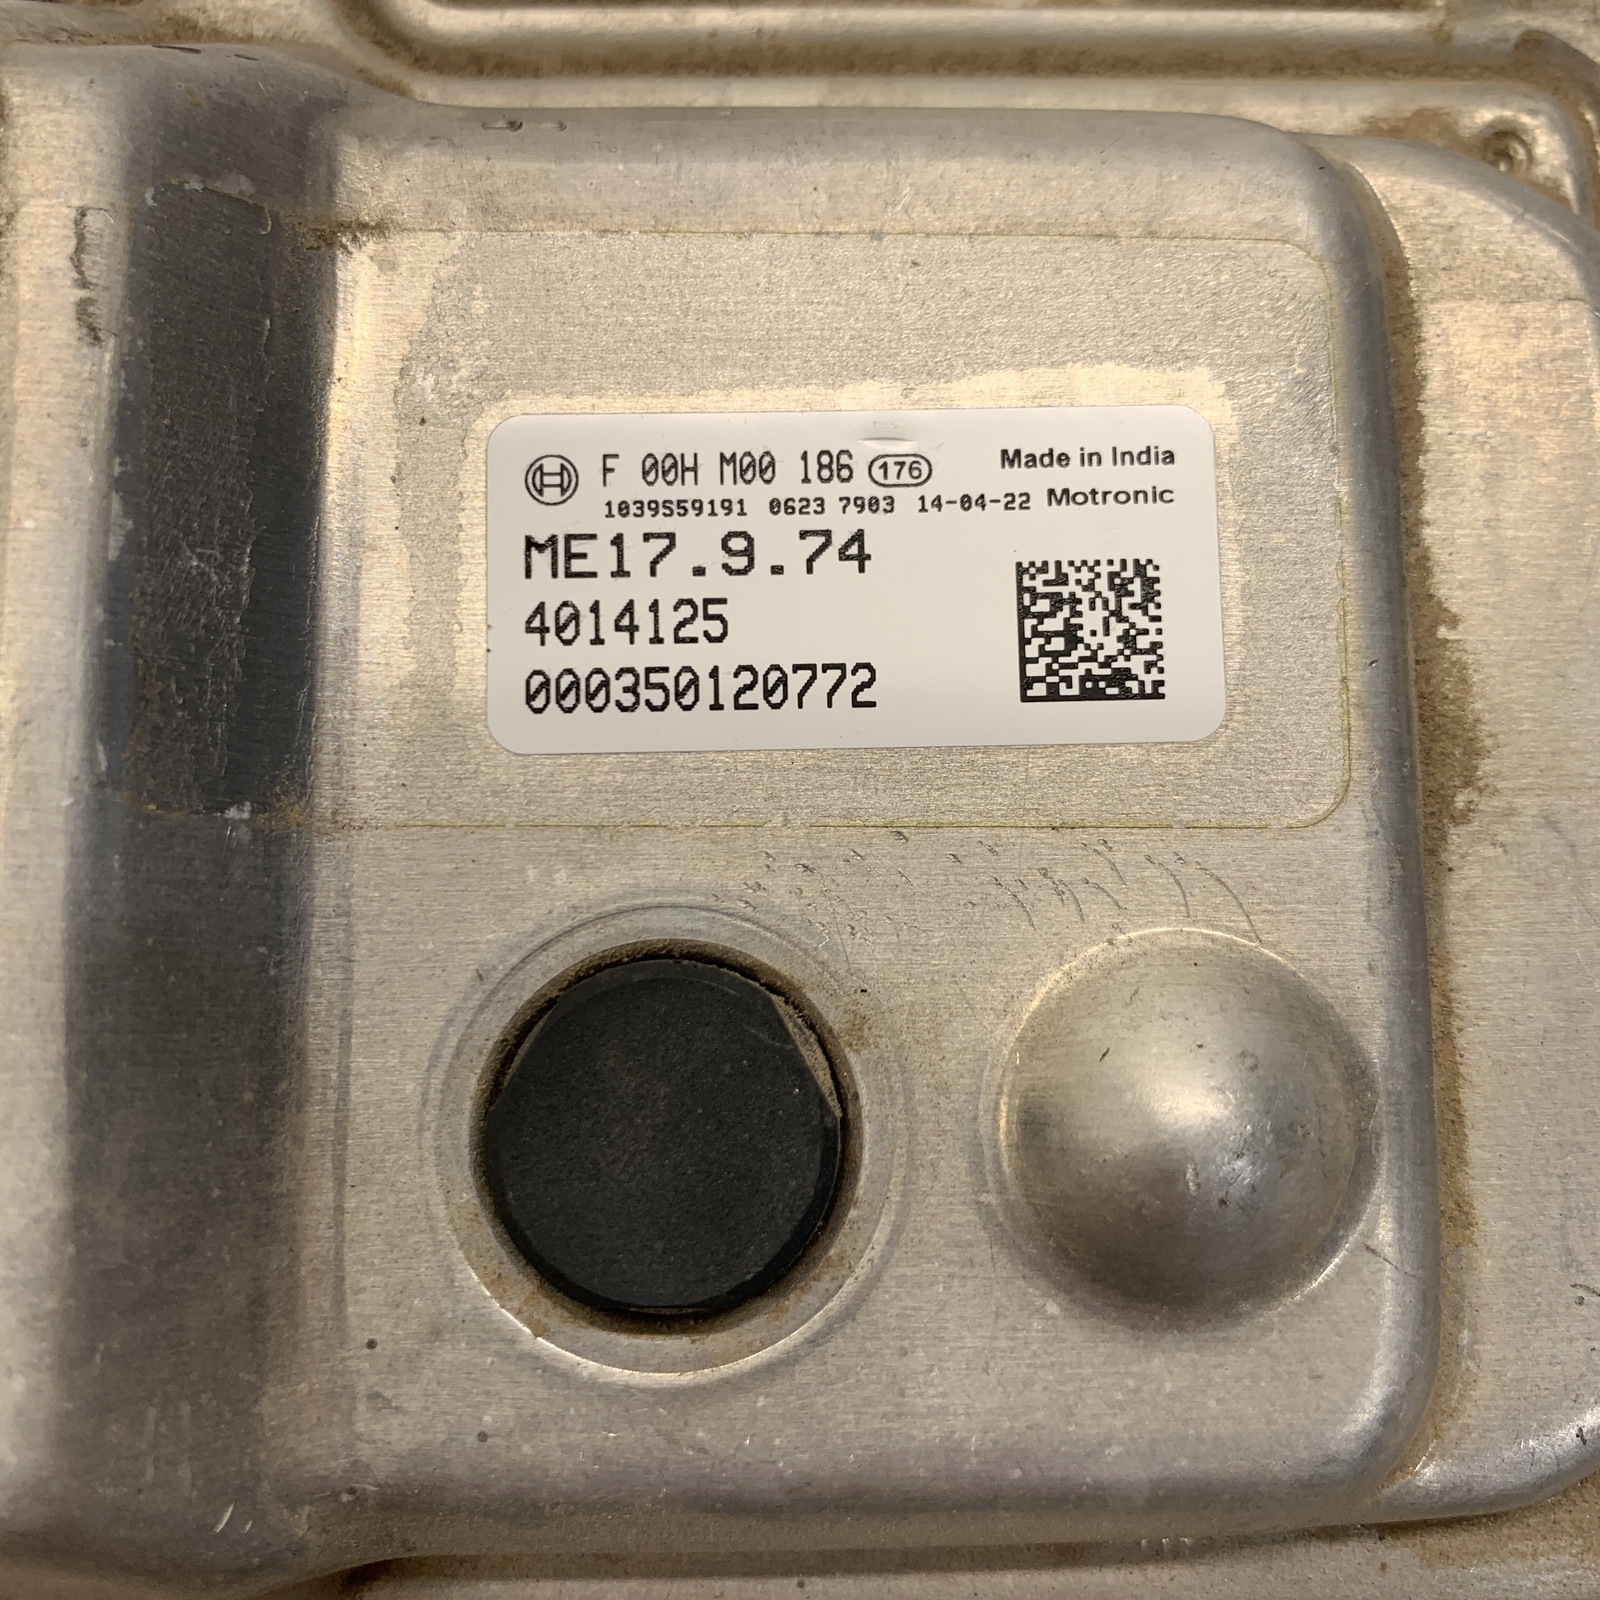 F 00H M00 186 176 Made in India
1039S59191 0623 7903 14-04-22 Motronic
ME17.9.74
4014125
000350120772